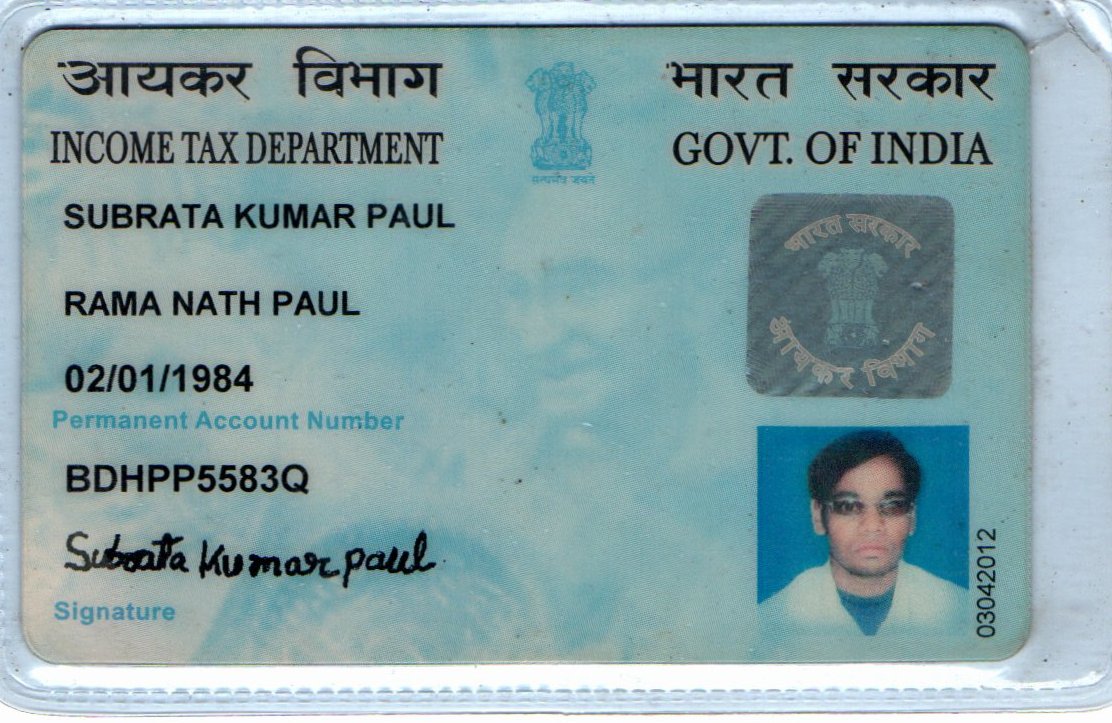 आयकर विभाग भारत सरकार
INCOME TAX DEPARTMENT GOVT. OF INDIA
सत्यमेव जयते
SUBRATA KUMAR PAUL
भारत सरकार
आयकर विभाग
RAMA NATH PAUL
02/01/1984
Permanent Account Number
BDHPP5583Q
Subrata Kumar paul
Signature
03042012